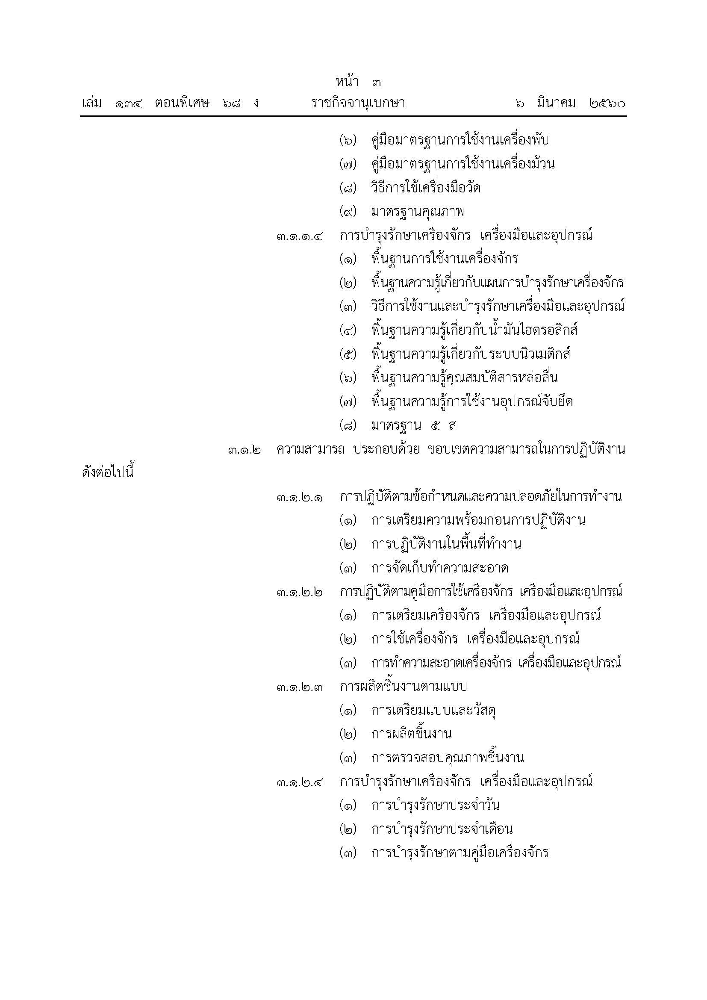 หน้า ๓
เล่ม ๑๓๔ ตอนพิเศษ ๖๘ ง ราชกิจจานุเบกษา ๖ มีนาคม ๒๕๖๐
(๖) คู่มือมาตรฐานการใช้งานเครื่องพับ
(๗) คู่มือมาตรฐานการใช้งานเครื่องม้วน
(๘) วิธีการใช้เครื่องมือวัด
(๙) มาตรฐานคุณภาพ
๓.๑.๑.๔ การบำรุงรักษาเครื่องจักร เครื่องมือและอุปกรณ์
(๑) พื้นฐานการใช้งานเครื่องจักร
(๒) พื้นฐานความรู้เกี่ยวกับแผนการบำรุงรักษาเครื่องจักร
(๓) วิธีการใช้งานและบำรุงรักษาเครื่องมือและอุปกรณ์
(๔) พื้นฐานความรู้เกี่ยวกับน้ำมันไฮดรอลิกส์
(๕) พื้นฐานความรู้เกี่ยวกับระบบนิวเมติกส์
(๖) พื้นฐานความรู้คุณสมบัติสารหล่อลื่น
(๗) พื้นฐานความรู้การใช้งานอุปกรณ์จับยึด
(๘) มาตรฐาน ๕ ส
๓.๑.๒ ความสามารถ ประกอบด้วย ขอบเขตความสามารถในการปฏิบัติงาน
ดังต่อไปนี้
๓.๑.๒.๑ การปฏิบัติตามข้อกำหนดและความปลอดภัยในการทำงาน
(๑) การเตรียมความพร้อมก่อนการปฏิบัติงาน
(๒) การปฏิบัติงานในพื้นที่ทำงาน
(๓) การจัดเก็บทำความสะอาด
๓.๑.๒.๒ การปฏิบัติตามคู่มือการใช้เครื่องจักร เครื่องมือและอุปกรณ์
(๑) การเตรียมเครื่องจักร เครื่องมือและอุปกรณ์
(๒) การใช้เครื่องจักร เครื่องมือและอุปกรณ์
(๓) การทำความสะอาดเครื่องจักร เครื่องมือและอุปกรณ์
๓.๑.๒.๓ การผลิตชิ้นงานตามแบบ
(๑) การเตรียมแบบและวัสดุ
(๒) การผลิตชิ้นงาน
(๓) การตรวจสอบคุณภาพชิ้นงาน
๓.๑.๒.๔ การบำรุงรักษาเครื่องจักร เครื่องมือและอุปกรณ์
(๑) การบำรุงรักษาประจำวัน
(๒) การบำรุงรักษาประจำเดือน
(๓) การบำรุงรักษาตามคู่มือเครื่องจักร